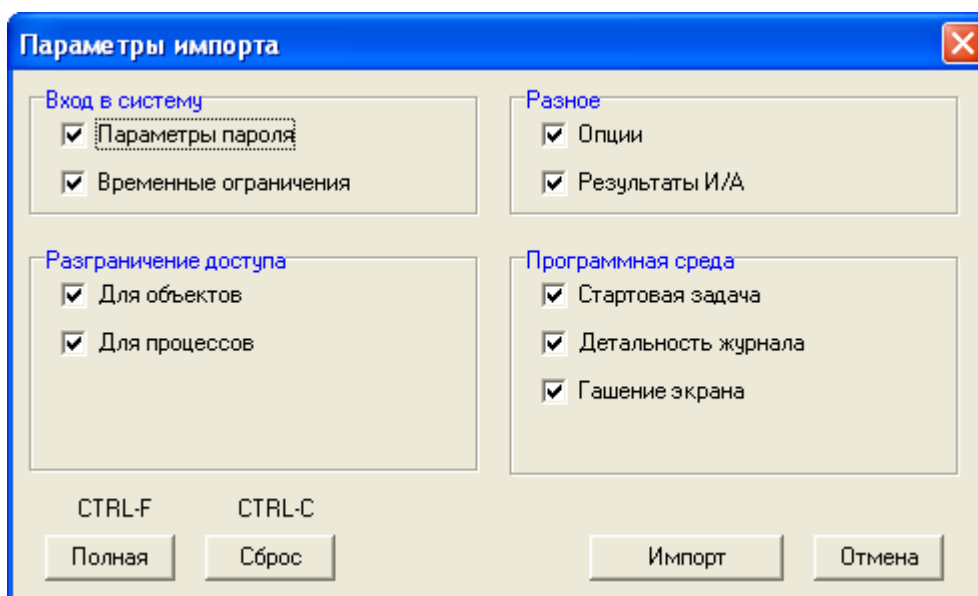 Параметры импорта
Вход в систему
Параметры пароля
Временные ограничения
Разное
Опции
Результаты И/А
Разграничение доступа
Для объектов
Для процессов
Программная среда
Стартовая задача
Детальность журнала
Гашение экрана
CTRL-F
CTRL-C
Полная
Сброс
Импорт
Отмена